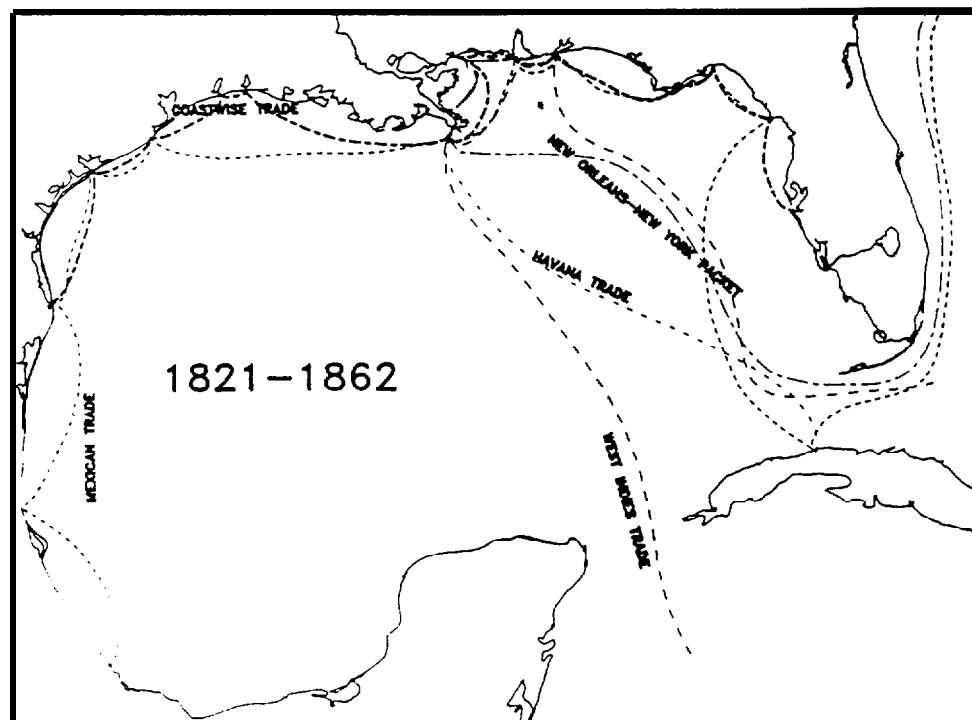 COASTWISE TRADE
NEW ORLEANS—NEW YORK PACKET
HAVANA TRADE
1821—1862
MEXICAN TRADE
WEST INDIES TRADE